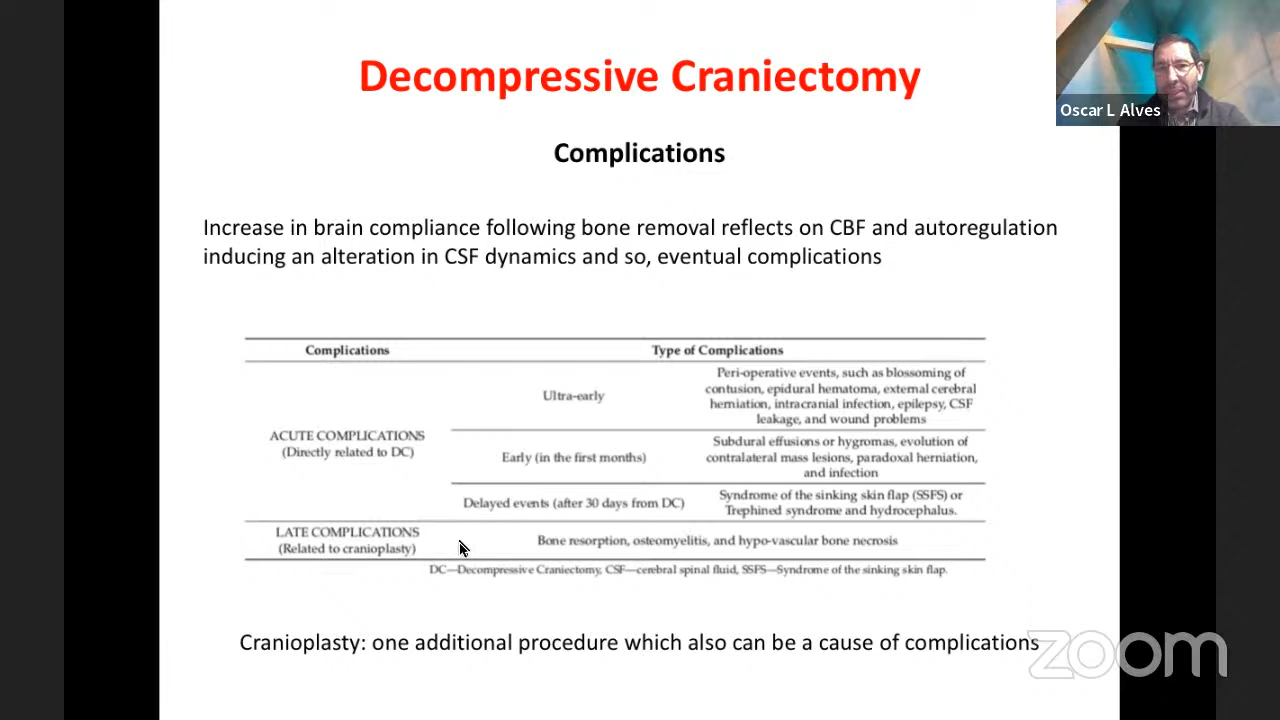 Decompressive Craniectomy
Oscar L Alves
Complications
Increase in brain compliance following bone removal reflects on CBF and autoregulation
inducing an alteration in CSF dynamics and so, eventual complications
Complications Type of Complications
ACUTE COMPLICATIONS
(Directly related to DC)
Ultra-early
Peri-operative events, such as blossoming of
contusion, epidural hematoma, external cerebral
herniation, intracranial infection, epilepsy, CSF
leakage, and wound problems
Early (in the first months)
Subdural effusions or hygromas, evolution of
contralateral mass lesions, paradoxal herniation,
and infection
Delayed events (after 30 days from DC)
Syndrome of the sinking skin flap (SSFS) or
Trephined syndrome and hydrocephalus.
LATE COMPLICATIONS
(Related to cranioplasty)
Bone resorption, osteomyelitis, and hypo-vascular bone necrosis
DC—Decompressive Craniectomy, CSF—cerebral spinal fluid, SSFS—Syndrome of the sinking skin flap.
Cranioplasty: one additional procedure which also can be a cause of complications
zoom